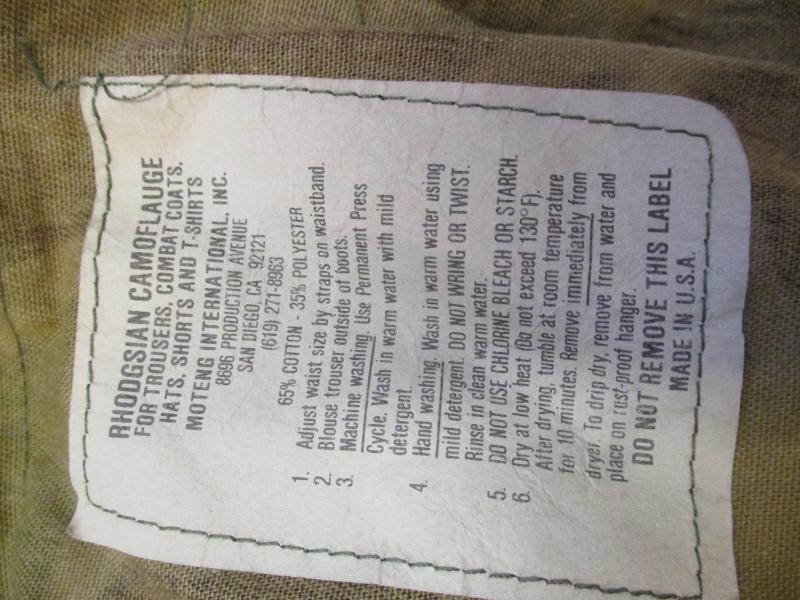 RHODGSIAN CAMOFLAUGE
FOR TROUSERS, COMBAT COATS,
HATS, SHORTS AND T-SHIRTS
MOTENG INTERNATIONAL, INC.
8696 PRODUCTION AVENUE
SAN DIEGO, CA 92121
(619) 271-8963
65% COTTON - 35% POLYESTER
1. Adjust waist size by straps on waistband.
2. Blouse trouser outside of boots.
3. Machine washing. Use Permanent Press
Cycle. Wash in warm water with mild
detergent.
4. Hand washing. Wash in warm water using
mild detergent. DO NOT WRING OR TWIST.
Rinse in clean warm water.
5. DO NOT USE CHLORINE BLEACH OR STARCH.
6. Dry at low heat (Do not exceed 130°F).
After drying, tumble at room temperature
for 10 minutes. Remove immediately from
dryer. To drip dry, remove from water and
place on rust-proof hanger.
DO NOT REMOVE THIS LABEL
MADE IN U.S.A.